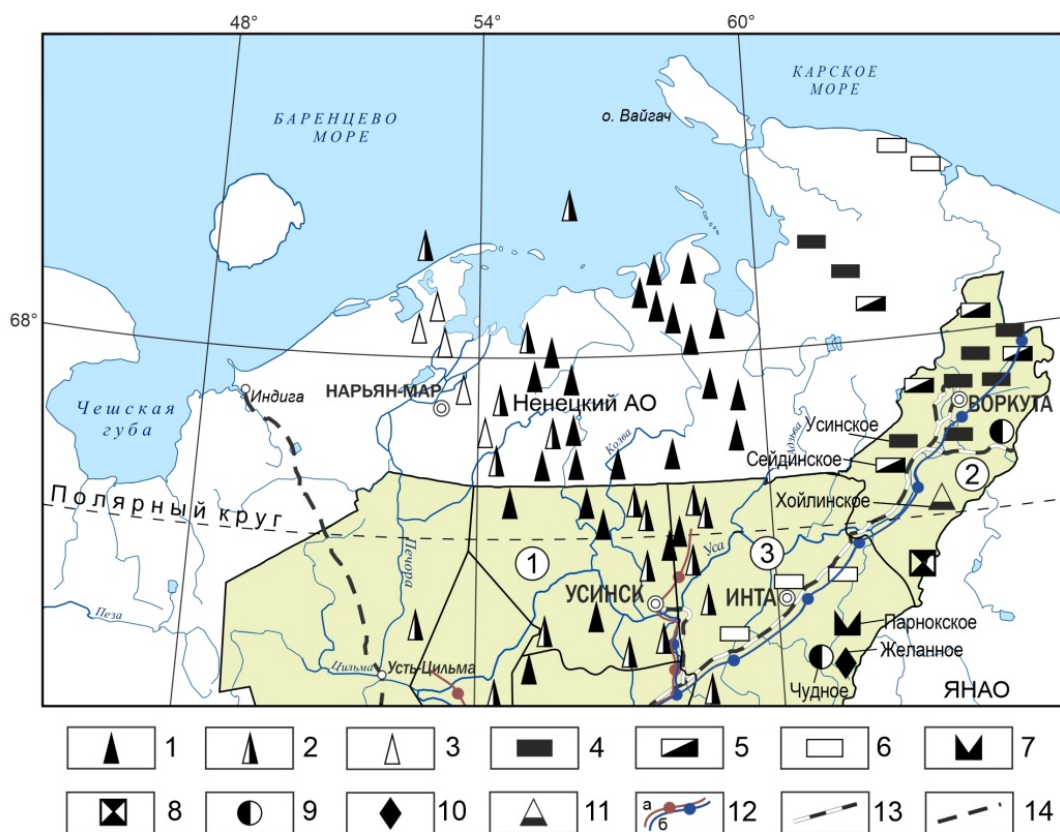 48°
54°
60°
КАРСКОЕ
МОРЕ
БАРЕНЦЕВО
МОРЕ
о. Вайгач
68°
Индига
НАРЬЯН-МАР
Ненецкий АО
ВОРКУТА
Чешская
губа
Усинское
Колва
Сейдинское
2
Хойлинское
Полярный круг
Печора
1
Уса
3
УСИНСК
ИНТА
Пеза
Парнокское
Цильма
Усть-Цильма
Желанное
Чудное
ЯНАО
1
2
3
4
5
6
7
8
9
10
11
а
б
12
13
14